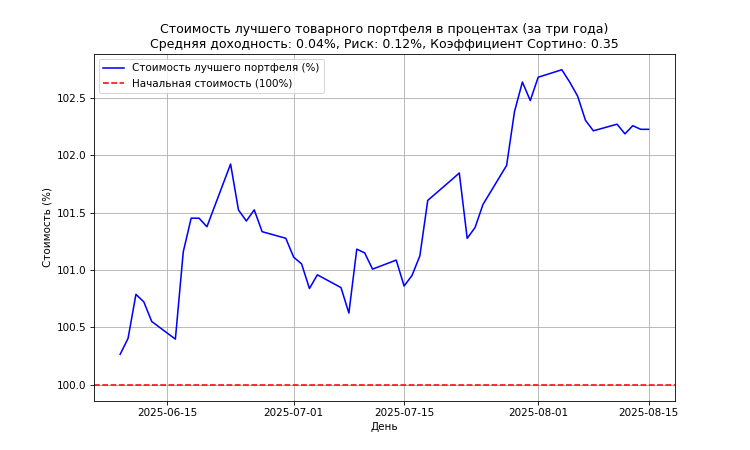 Стоимость лучшего товарного портфеля в процентах (за три года)
Средняя доходность: 0.04%, Риск: 0.12%, Коэффициент Сортино: 0.35
Стоимость лучшего портфеля (%)
Начальная стоимость (100%)
Стоимость (%)
102.5
102.0
101.5
101.0
100.5
100.0
2025-06-15
2025-07-01
2025-07-15
2025-08-01
2025-08-15
День